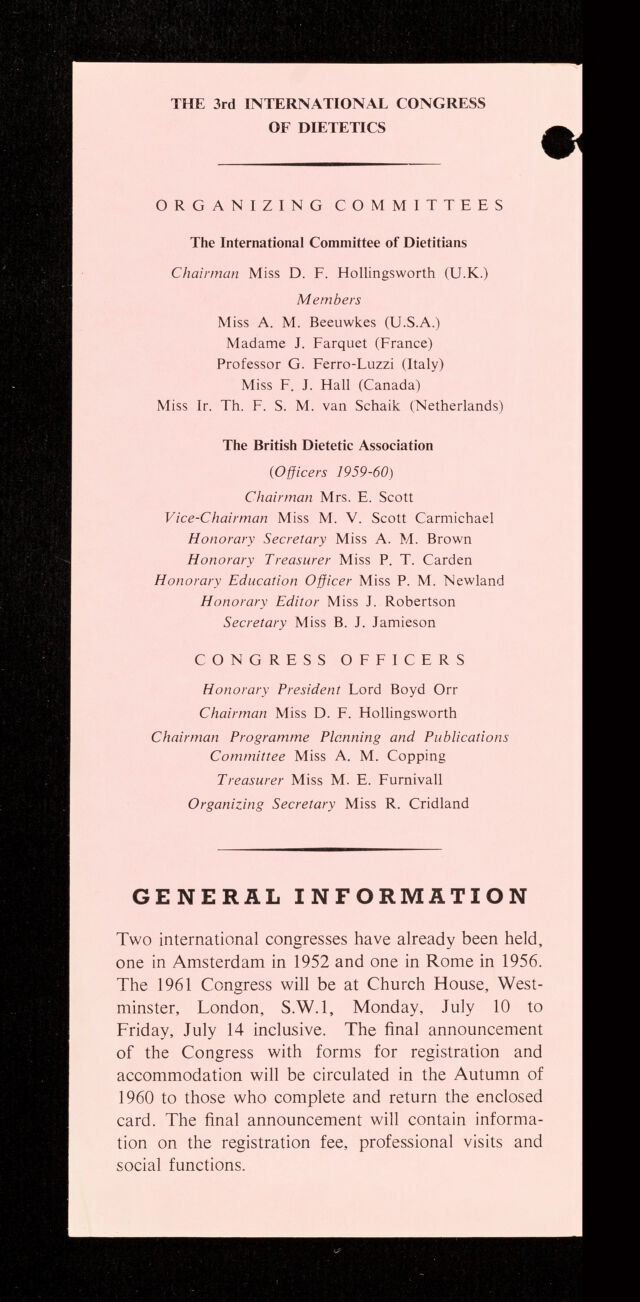 THE 3rd INTERNATIONAL CONGRESS
OF DIETETICS
ORGANIZING COMMITTEES
The International Committee of Dietitians
Chairman Miss D. F. Hollingsworth (U.K.)
Members
Miss A. M. Beeuwkes (U.S.A.)
Madame J. Farquet (France)
Professor G. Ferro-Luzzi (Italy)
Miss F. J. Hall (Canada)
Miss Ir. Th. F. S. M. van Schaik (Netherlands)
The British Dietetic Association
(Officers 1959-60)
Chairman Mrs. E. Scott
Vice-Chairman Miss M. V. Scott Carmichael
Honorary Secretary Miss A. M. Brown
Honorary Treasurer Miss P. T. Carden
Honorary Education Officer Miss P. M. Newland
Honorary Editor Miss J. Robertson
Secretary Miss B. J. Jamieson
CONGRESS OFFICERS
Honorary President Lord Boyd Orr
Chairman Miss D. F. Hollingsworth
Chairman Programme Planning and Publications
Committee Miss A. M. Copping
Treasurer Miss M. E. Furnivall
Organizing Secretary Miss R. Cridland
GENERAL INFORMATION
Two international congresses have already been held,
one in Amsterdam in 1952 and one in Rome in 1956.
The 1961 Congress will be at Church House, West-
minster, London, S.W.1, Monday, July 10 to
Friday, July 14 inclusive. The final announcement
of the Congress with forms for registration and
accommodation will be circulated in the Autumn of
1960 to those who complete and return the enclosed
card. The final announcement will contain informa-
tion on the registration fee, professional visits and
social functions.